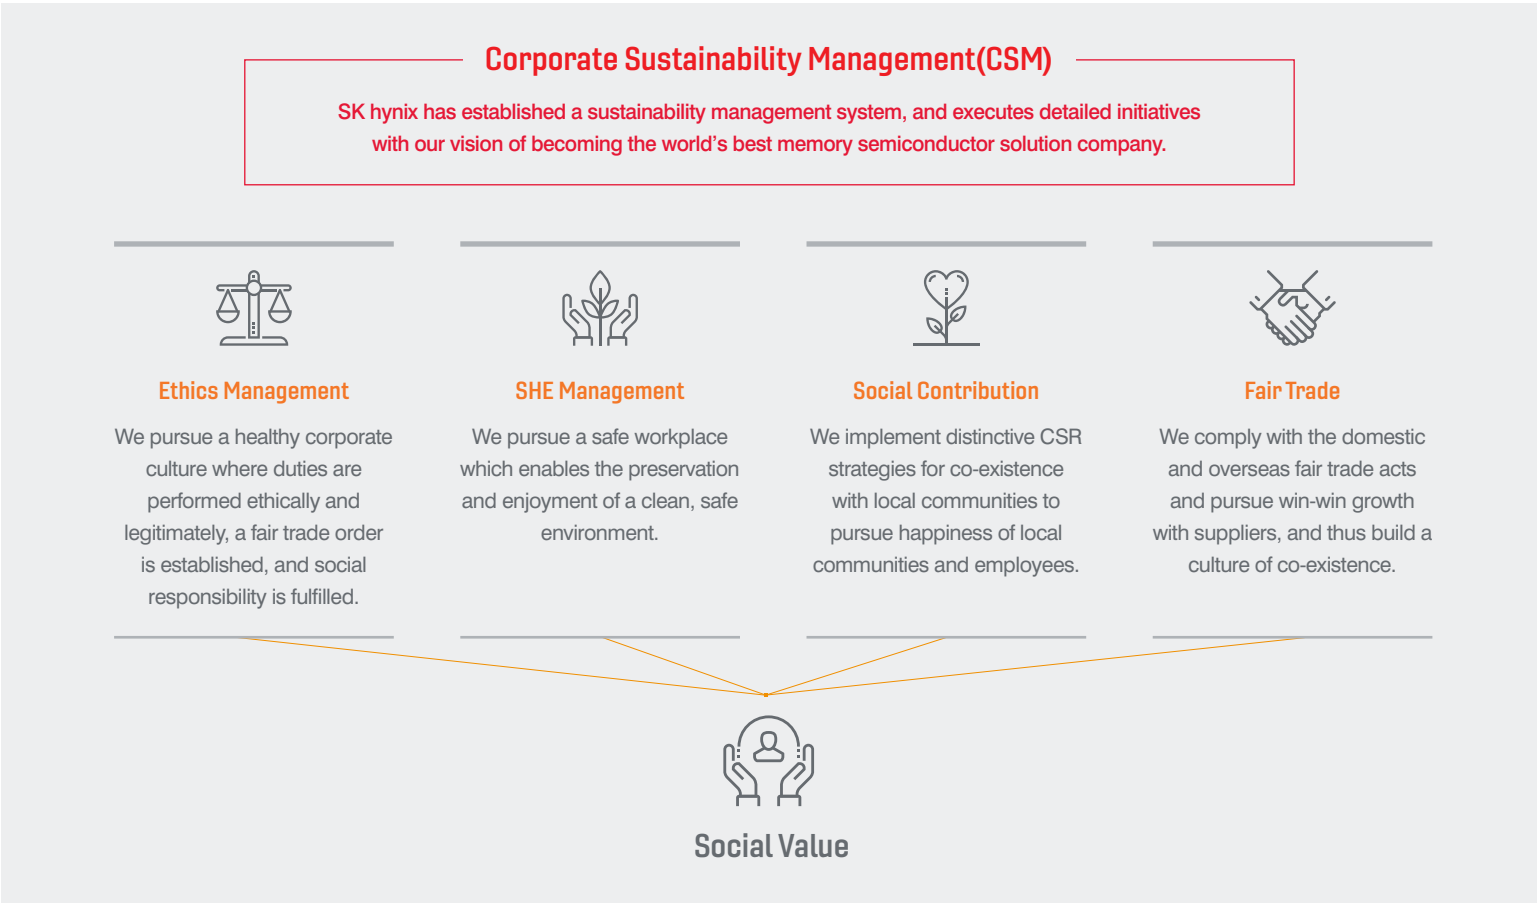 Corporate Sustainability Management(CSM)
SK hynix has established a sustainability management system, and executes detailed initiatives
with our vision of becoming the world's best memory semiconductor solution company.
Ethics Management
We pursue a healthy corporate
culture where duties are
performed ethically and
legitimately, a fair trade order
is established, and social
responsibility is fulfilled.
SHE Management
We pursue a safe workplace
which enables the preservation
and enjoyment of a clean, safe
environment.
Social Contribution
We implement distinctive CSR
strategies for co-existence
with local communities to
pursue happiness of local
communities and employees.
Fair Trade
We comply with the domestic
and overseas fair trade acts
and pursue win-win growth
with suppliers, and thus build a
culture of co-existence.
Social Value